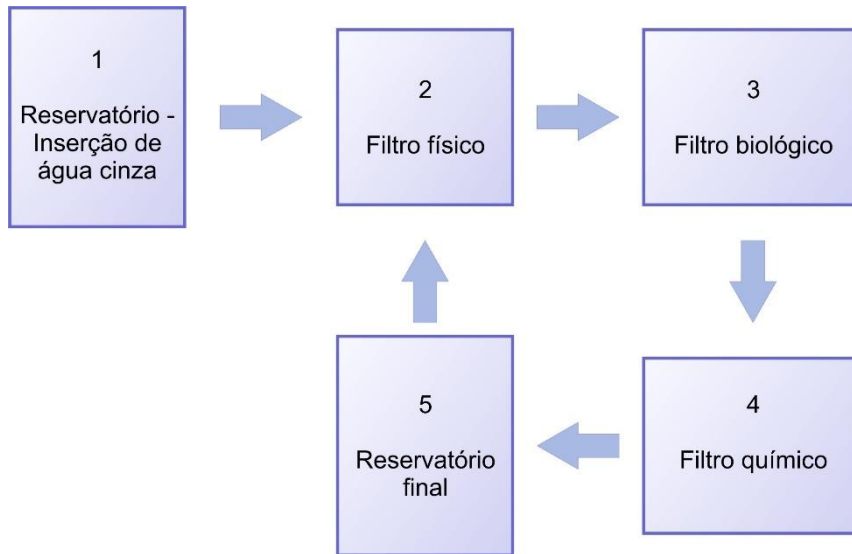 1
Reservatório -
Inserção de
água cinza
2
Filtro físico
3
Filtro biológico
4
Filtro químico
5
Reservatório
final